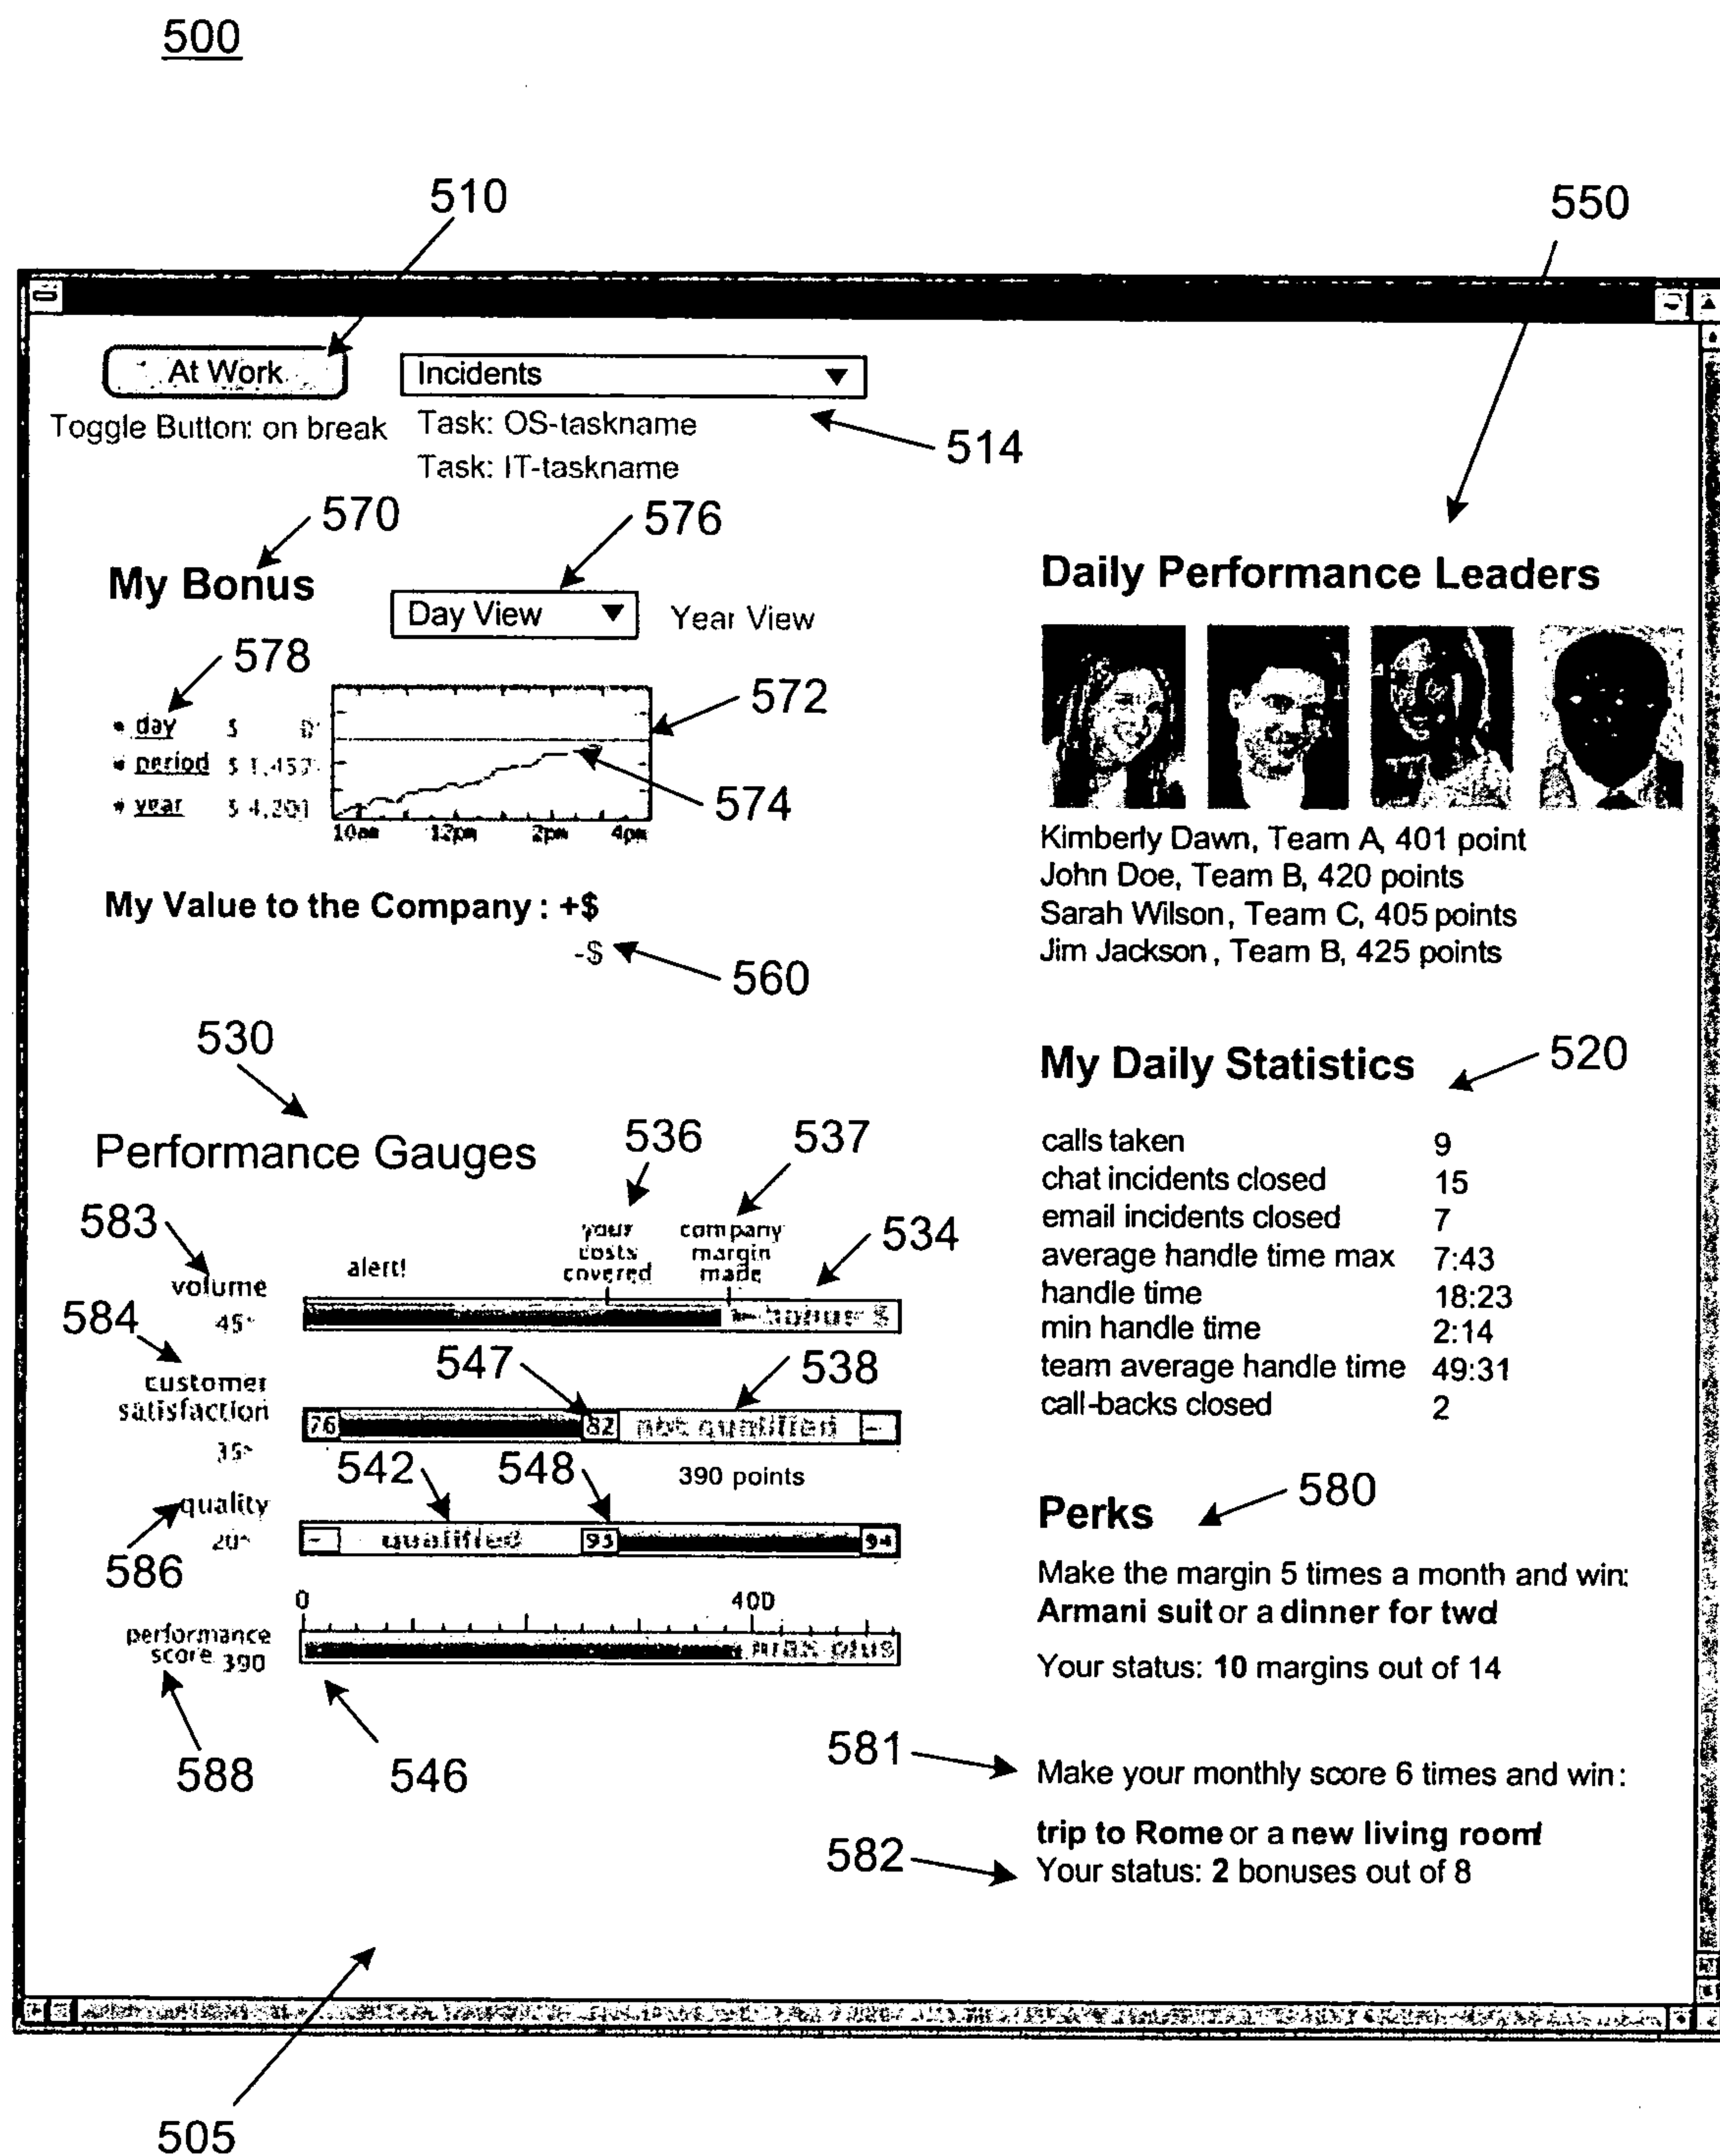 500
510
550
At Work
Incidents
Toggle Button: on break
Task: OS-taskname
514
Task: IT-taskname
570
576
My Bonus
Day View
Year View
578
572
day $
period $
year $ 4,201
574
10am 12pm 2pm 4pm
My Value to the Company : +$
-$
560
Daily Performance Leaders
Kimberly Dawn, Team A, 401 point
John Doe, Team B, 420 points
Sarah Wilson, Team C, 405 points
Jim Jackson, Team B, 425 points
530
Performance Gauges
536
537
583
your costs covered
company margin made
534
alert!
volume
45
bonus $
584
547
538
customer
satisfaction
35
76
82
not qualified
-
542
548
390 points
quality
20
-
qualified
93
94
586
0
400
performance
score 390
max plus
588
546
My Daily Statistics
520
calls taken 9
chat incidents closed 15
email incidents closed 7
average handle time max 7:43
handle time 18:23
min handle time 2:14
team average handle time 49:31
call-backs closed 2
Perks
580
Make the margin 5 times a month and win:
Armani suit or a dinner for two
Your status: 10 margins out of 14
581
Make your monthly score 6 times and win:
trip to Rome or a new living room!
582
Your status: 2 bonuses out of 8
505